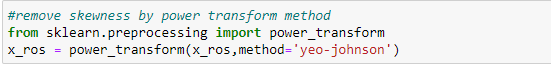 #remove skewness by power transform method
from sklearn.preprocessing import power_transform
x_ros = power_transform(x_ros,method='yeo-johnson')